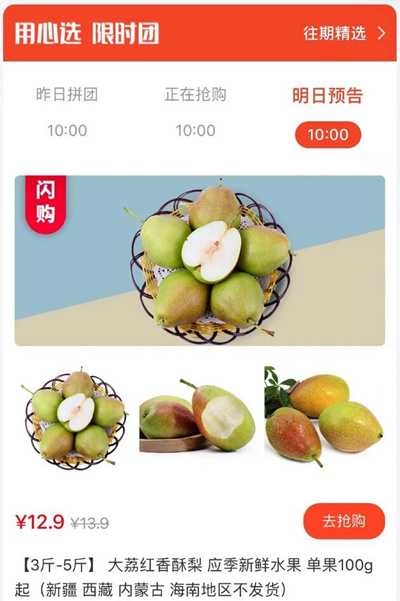 用心选 限时团
往期精选
昨日拼团
正在抢购
明日预告
10:00
10:00
10:00
闪
购
¥12.9 ¥13.9
去抢购
【3斤-5斤】 大荔红香酥梨 应季新鲜水果 单果100g
起（新疆 西藏 内蒙古 海南地区不发货）